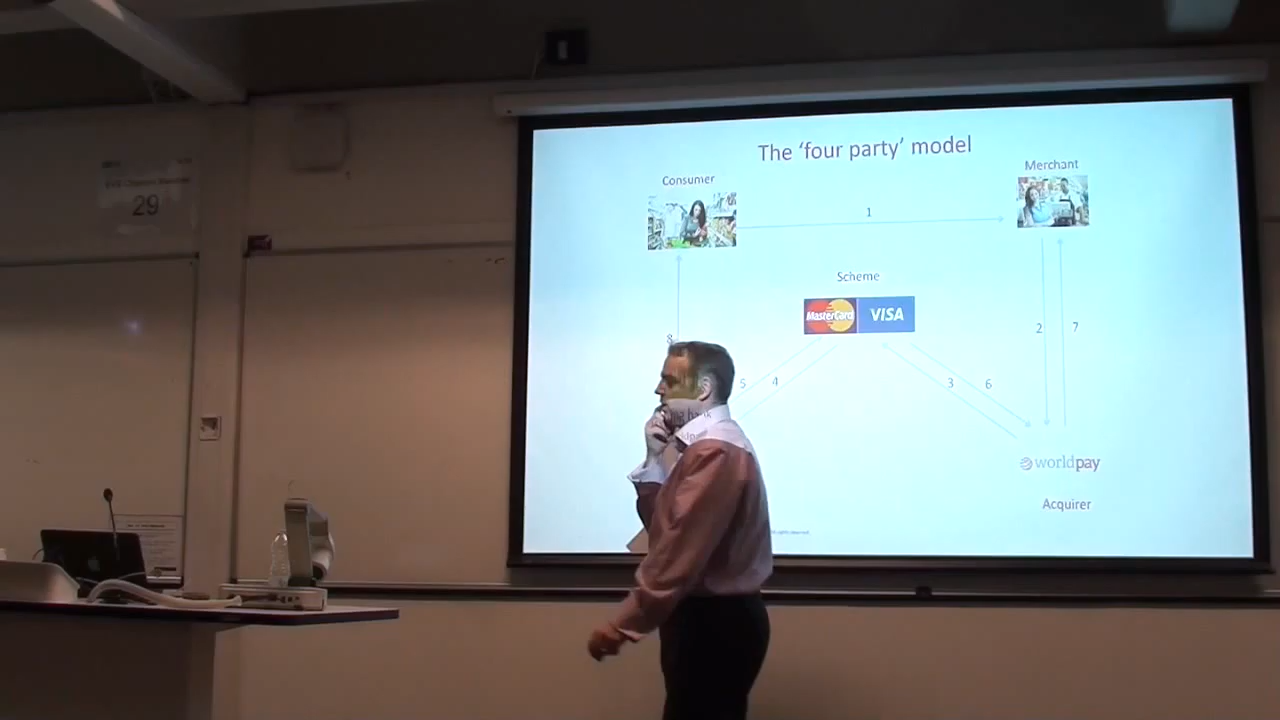 The 'four party' model
Consumer
Merchant
1
Scheme
MasterCard
VISA
8
2
7
5
4
3
6
worldpay
Acquirer
29